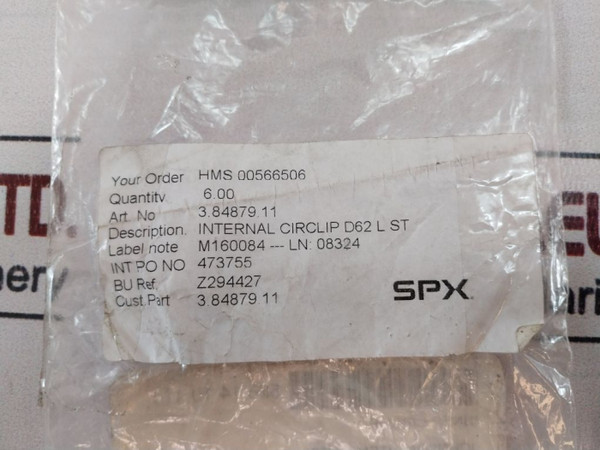 Your Order HMS 00566506
Quantity 6.00
Art. No 3.84879.11
Description. INTERNAL CIRCLIP D62 L ST
Label note M160084 --- LN: 08324
INT PO NO 473755
BU Ref, Z294427
Cust Part 3.84879.11
SPX
TD.